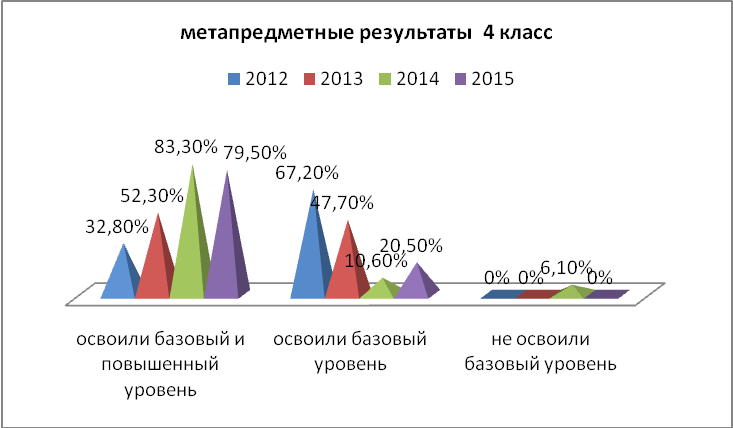 метапредметные результаты 4 класс
2012 2013 2014 2015
32,80% 52,30% 83,30% 79,50% 67,20% 47,70% 10,60% 20,50% 0% 0% 6,10% 0%
освоили базовый и
повышенный
уровень
освоили базовый
уровень
не освоили
базовый уровень